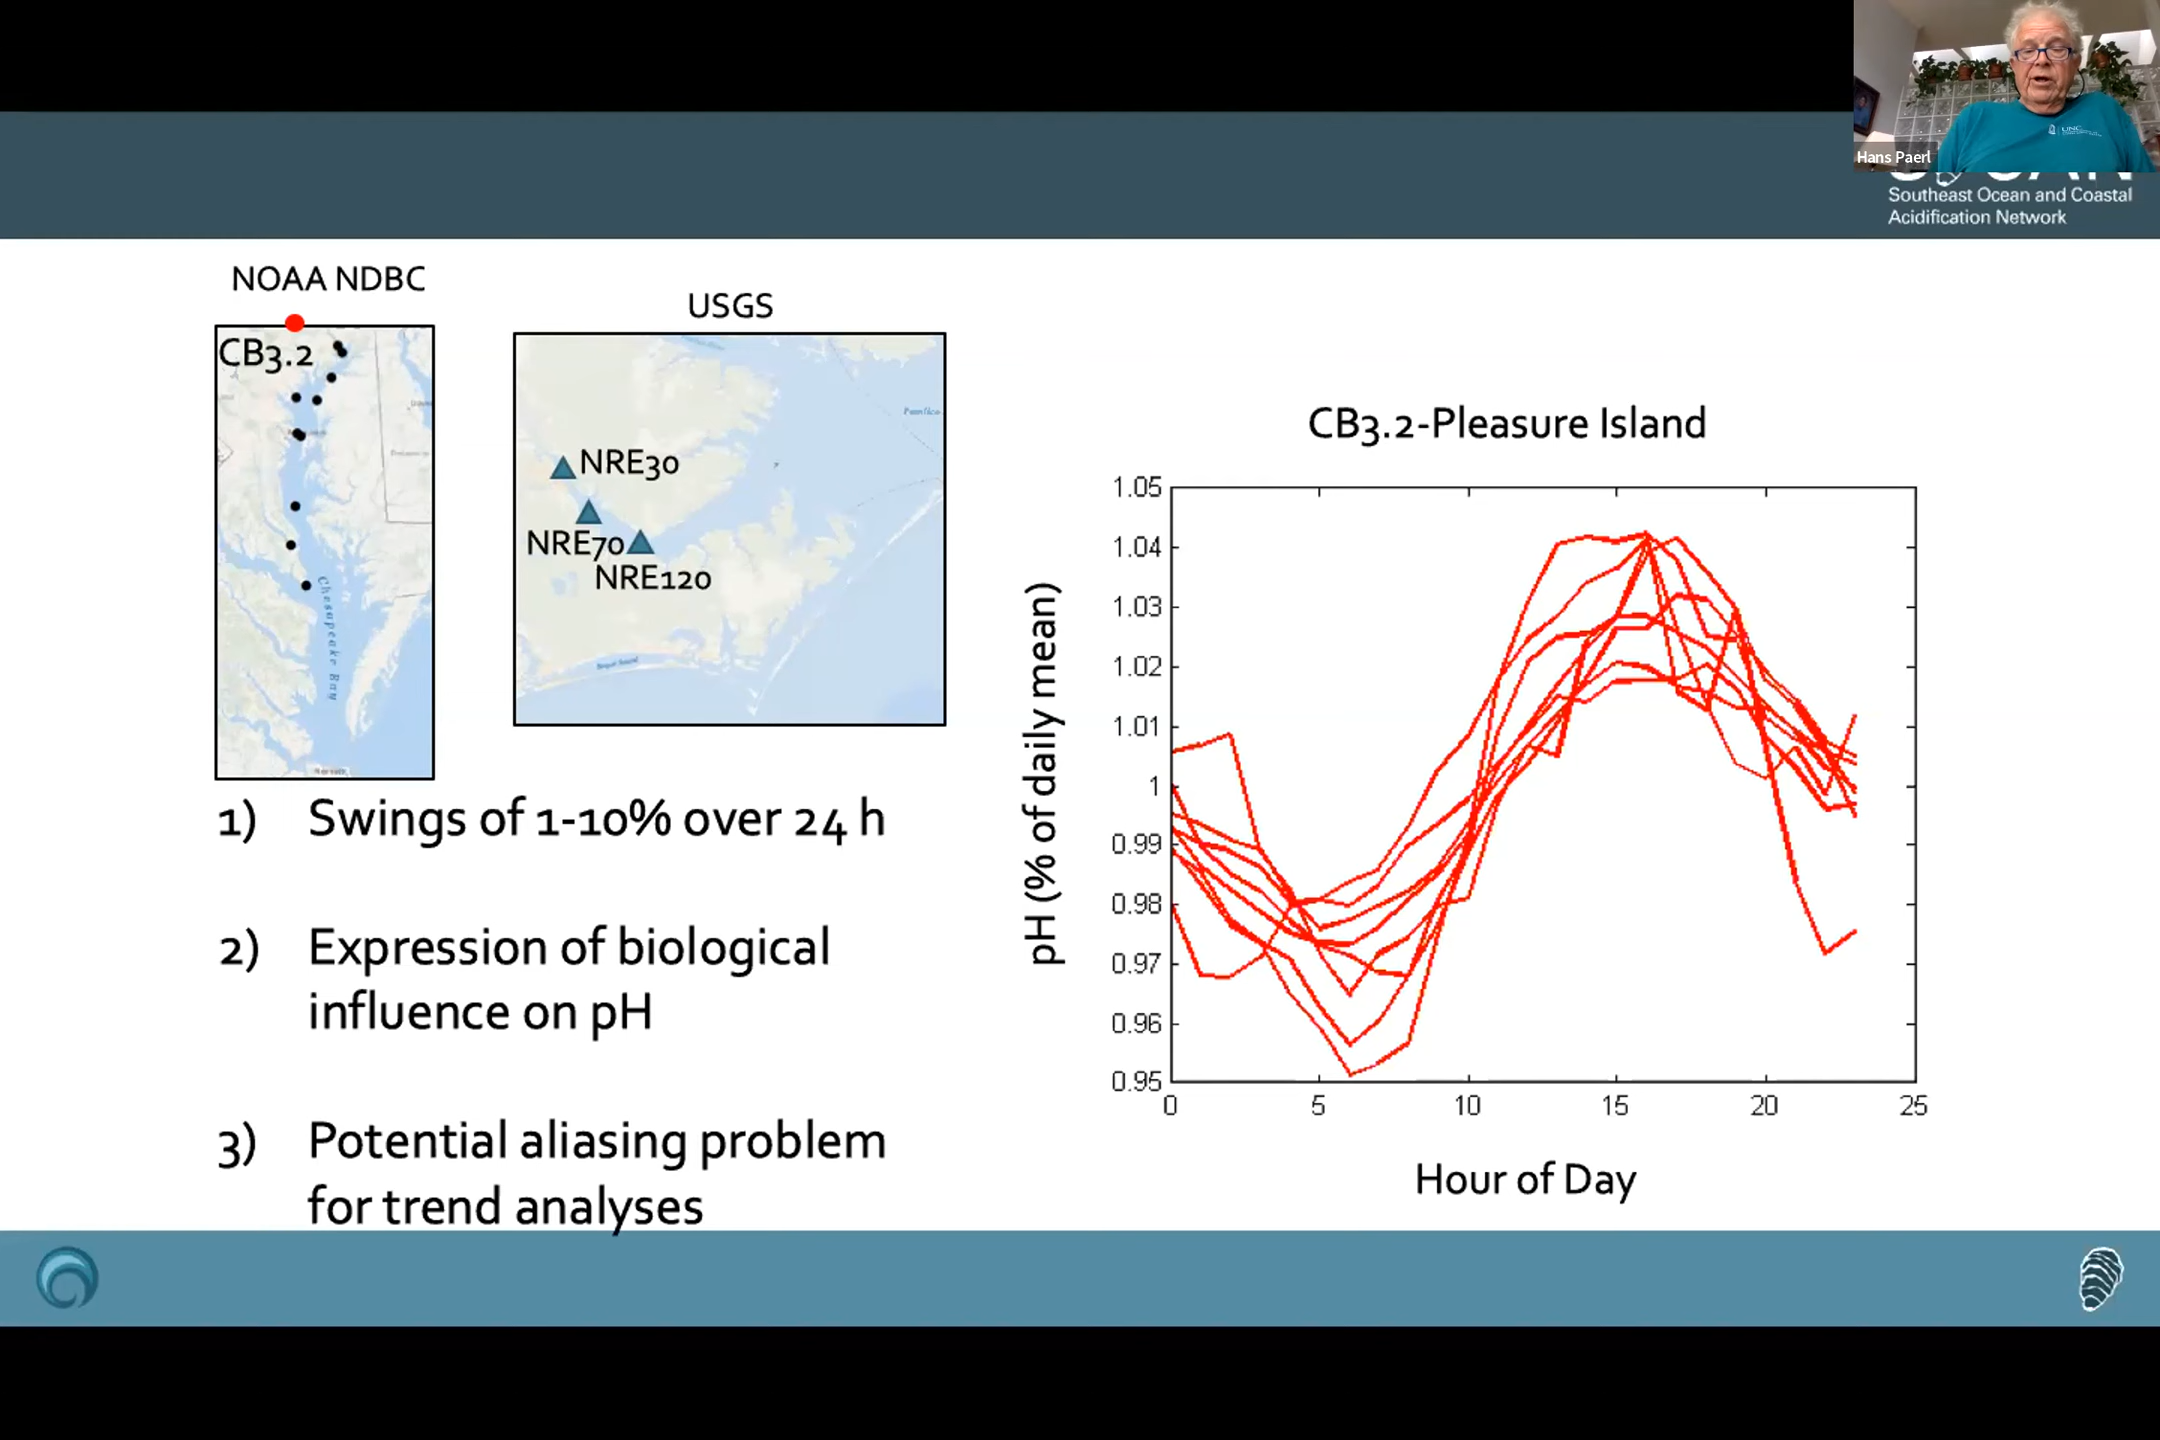 Hans Paerl
Southeast Ocean and Coastal
Acidification Network
NOAA NDBC
CB3.2
Chesapeake Bay
USGS
NRE30
NRE70
NRE120
1) Swings of 1-10% over 24 h
2) Expression of biological
influence on pH
3) Potential aliasing problem
for trend analyses
CB3.2-Pleasure Island
pH (% of daily mean)
1.05
1.04
1.03
1.02
1.01
1
0.99
0.98
0.97
0.96
0.95
0 5 10 15 20 25
Hour of Day